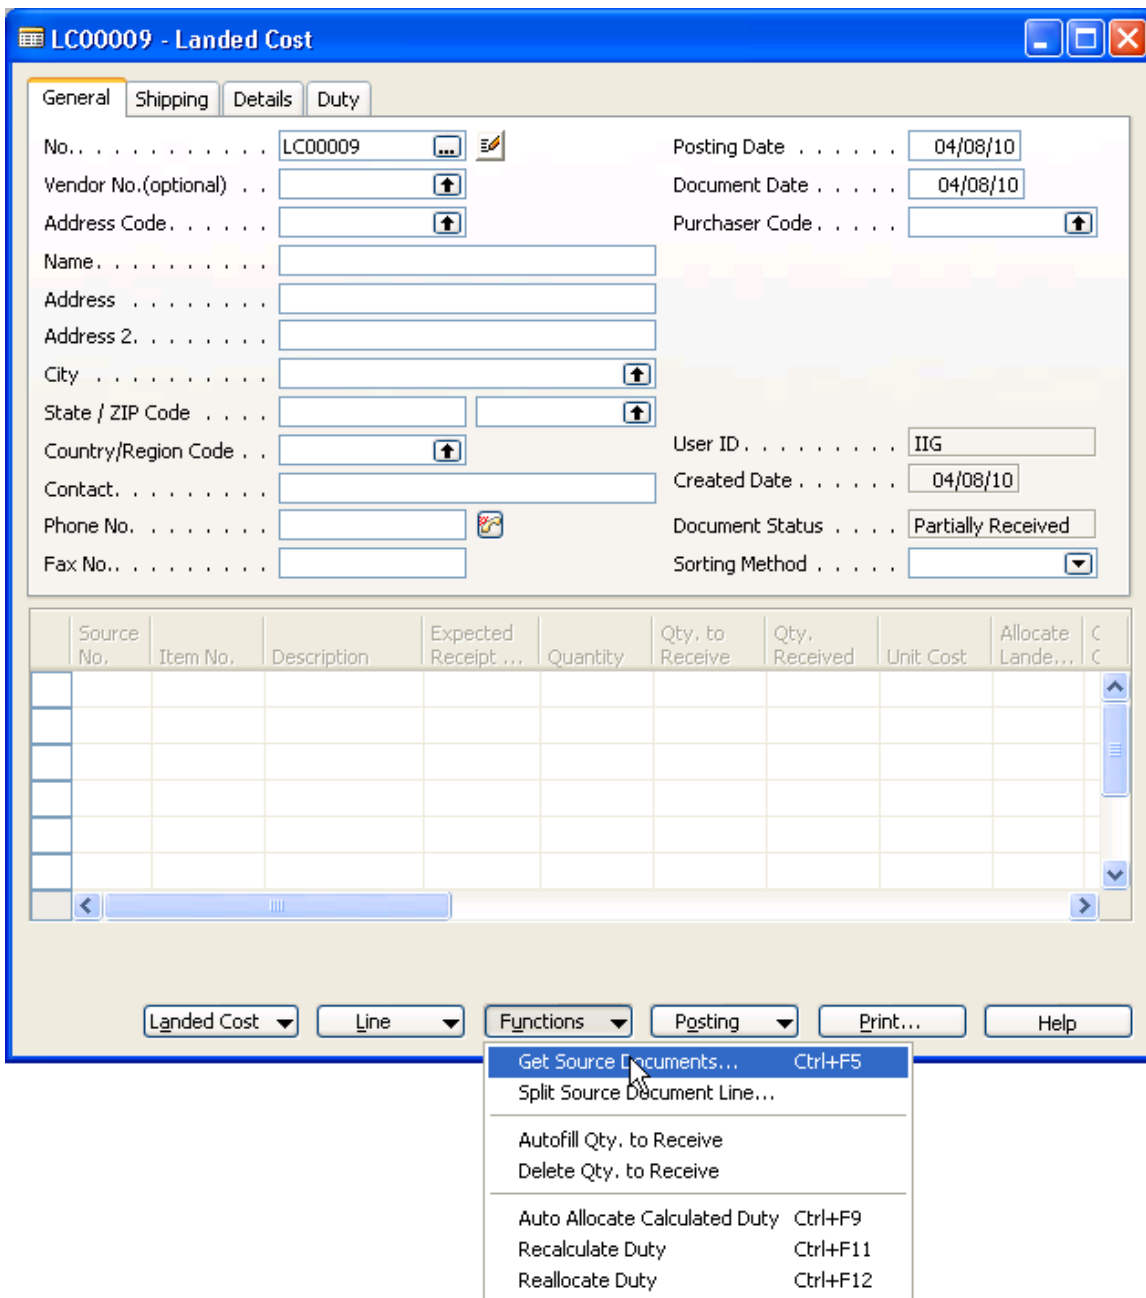 LC00009 - Landed Cost
General Shipping Details Duty
No. . . . . . . . . . . . LC00009 ...
Posting Date . . . . . . 04/08/10
Vendor No.(optional) . .
Document Date . . . . . 04/08/10
Address Code. . . . . .
Purchaser Code. . . . .
Name. . . . . . . . . .
Address . . . . . . . .
Address 2. . . . . . .
City . . . . . . . . . .
State / ZIP Code . . . .
Country/Region Code . .
User ID. . . . . . . . . IIG
Contact. . . . . . . . .
Created Date . . . . . . 04/08/10
Phone No. . . . . . . .
Document Status . . . . Partially Received
Fax No.. . . . . . . . .
Sorting Method . . . . .
Source No. Item No. Description Expected Receipt ... Quantity Qty. to Receive Qty. Received Unit Cost Allocate Lande... C C
Landed Cost Line Functions Posting Print... Help
Get Source Documents... Ctrl+F5
Split Source Document Line...
Autofill Qty. to Receive
Delete Qty. to Receive
Auto Allocate Calculated Duty Ctrl+F9
Recalculate Duty Ctrl+F11
Reallocate Duty Ctrl+F12